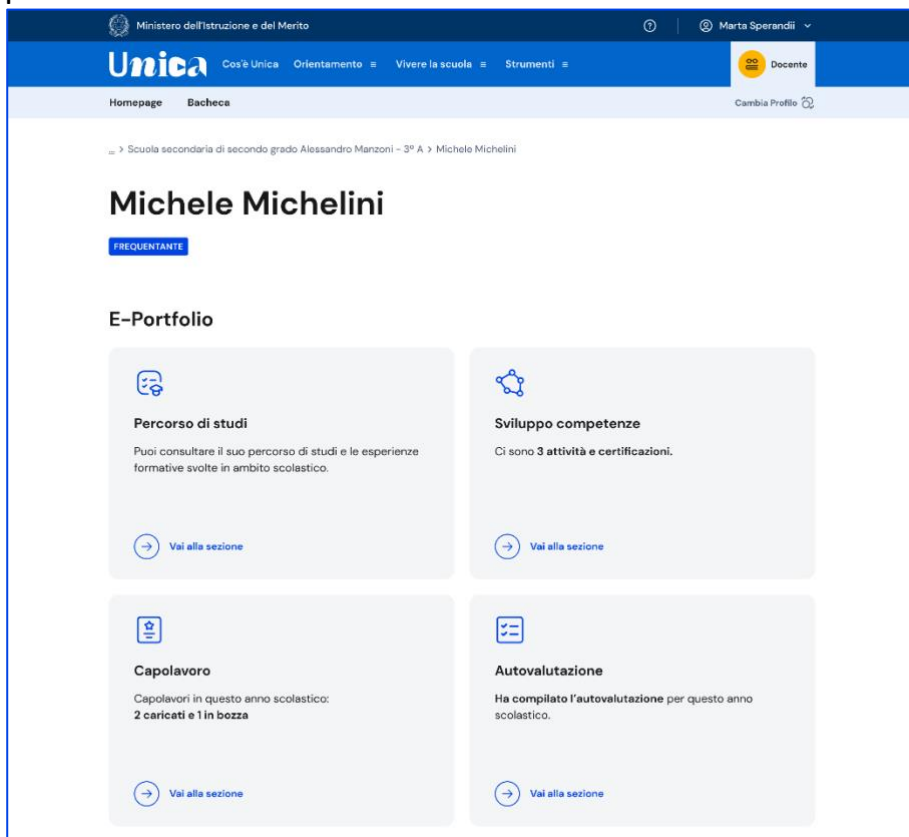 Ministero dell'Istruzione e del Merito
Marta Sperandii
Unica Cos'è Unica Orientamento Vivere la scuola Strumenti Docente
Homepage Bacheca Cambia Profilo
... > Scuola secondaria di secondo grado Alessandro Manzoni - 3º A > Michele Michelini
Michele Michelini
FREQUENTANTE
E-Portfolio
Percorso di studi
Puoi consultare il suo percorso di studi e le esperienze
formative svolte in ambito scolastico.
Vai alla sezione
Sviluppo competenze
Ci sono 3 attività e certificazioni.
Vai alla sezione
Capolavoro
Capolavori in questo anno scolastico:
2 caricati e 1 in bozza
Vai alla sezione
Autovalutazione
Ha compilato l'autovalutazione per questo anno
scolastico.
Vai alla sezione